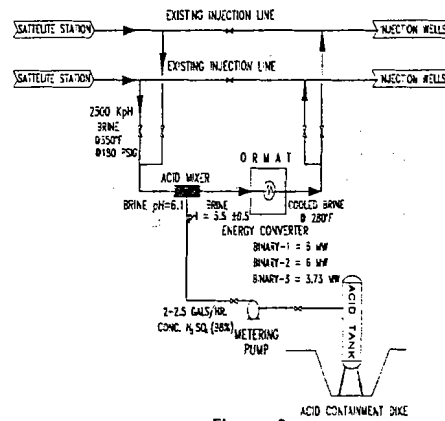 EXISTING INJECTION LINE
SATTELITE STATION
INJECTION WELLS
EXISTING INJECTION LINE
SATTELITE STATION
INJECTION WELLS
2500 KpH
BRINE
@350°F
@180 PSIG
ORMAT
ACID MIXER
BRINE pH=6.1
BRINE
pH = 5.5 ±0.5
COOLED BRINE
@ 280°F
ENERGY CONVERTER
BINARY-1 = 6 MW
BINARY-2 = 6 MW
BINARY-3 = 3.73 MW
2-2.5 GALS/HR.
CONC. H₂SO₄ (98%)
METERING
PUMP
ACID TANK
ACID CONTAINMENT DIKE